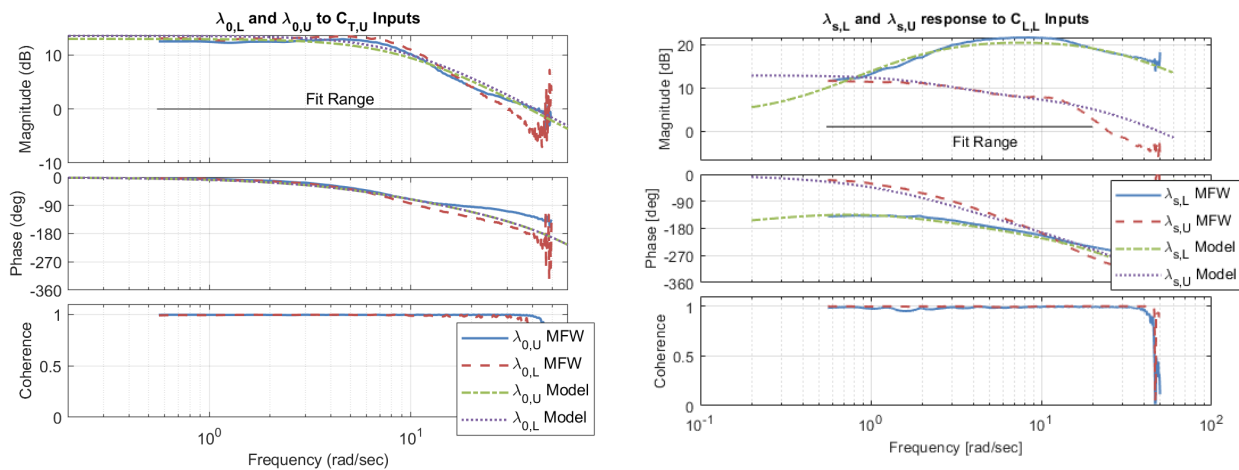 λ0,L and λ0,U to CT,U Inputs
Magnitude (dB)
0
-10
10
Fit Range
Phase (deg)
0
-90
-180
-270
-360
Coherence
1
0.5
0
λ0,U MFW
λ0,L MFW
λ0,U Model
λ0,L Model
10^0
10^1
Frequency (rad/sec)
λs,L and λs,U response to CL,L Inputs
Magnitude [dB]
20
10
0
Fit Range
Phase [deg]
0
-90
-180
-270
-360
λs,L MFW
λs,U MFW
λs,L Model
λs,U Model
Coherence
1
0.5
0
10^-1
10^0
10^1
10^2
Frequency [rad/sec]